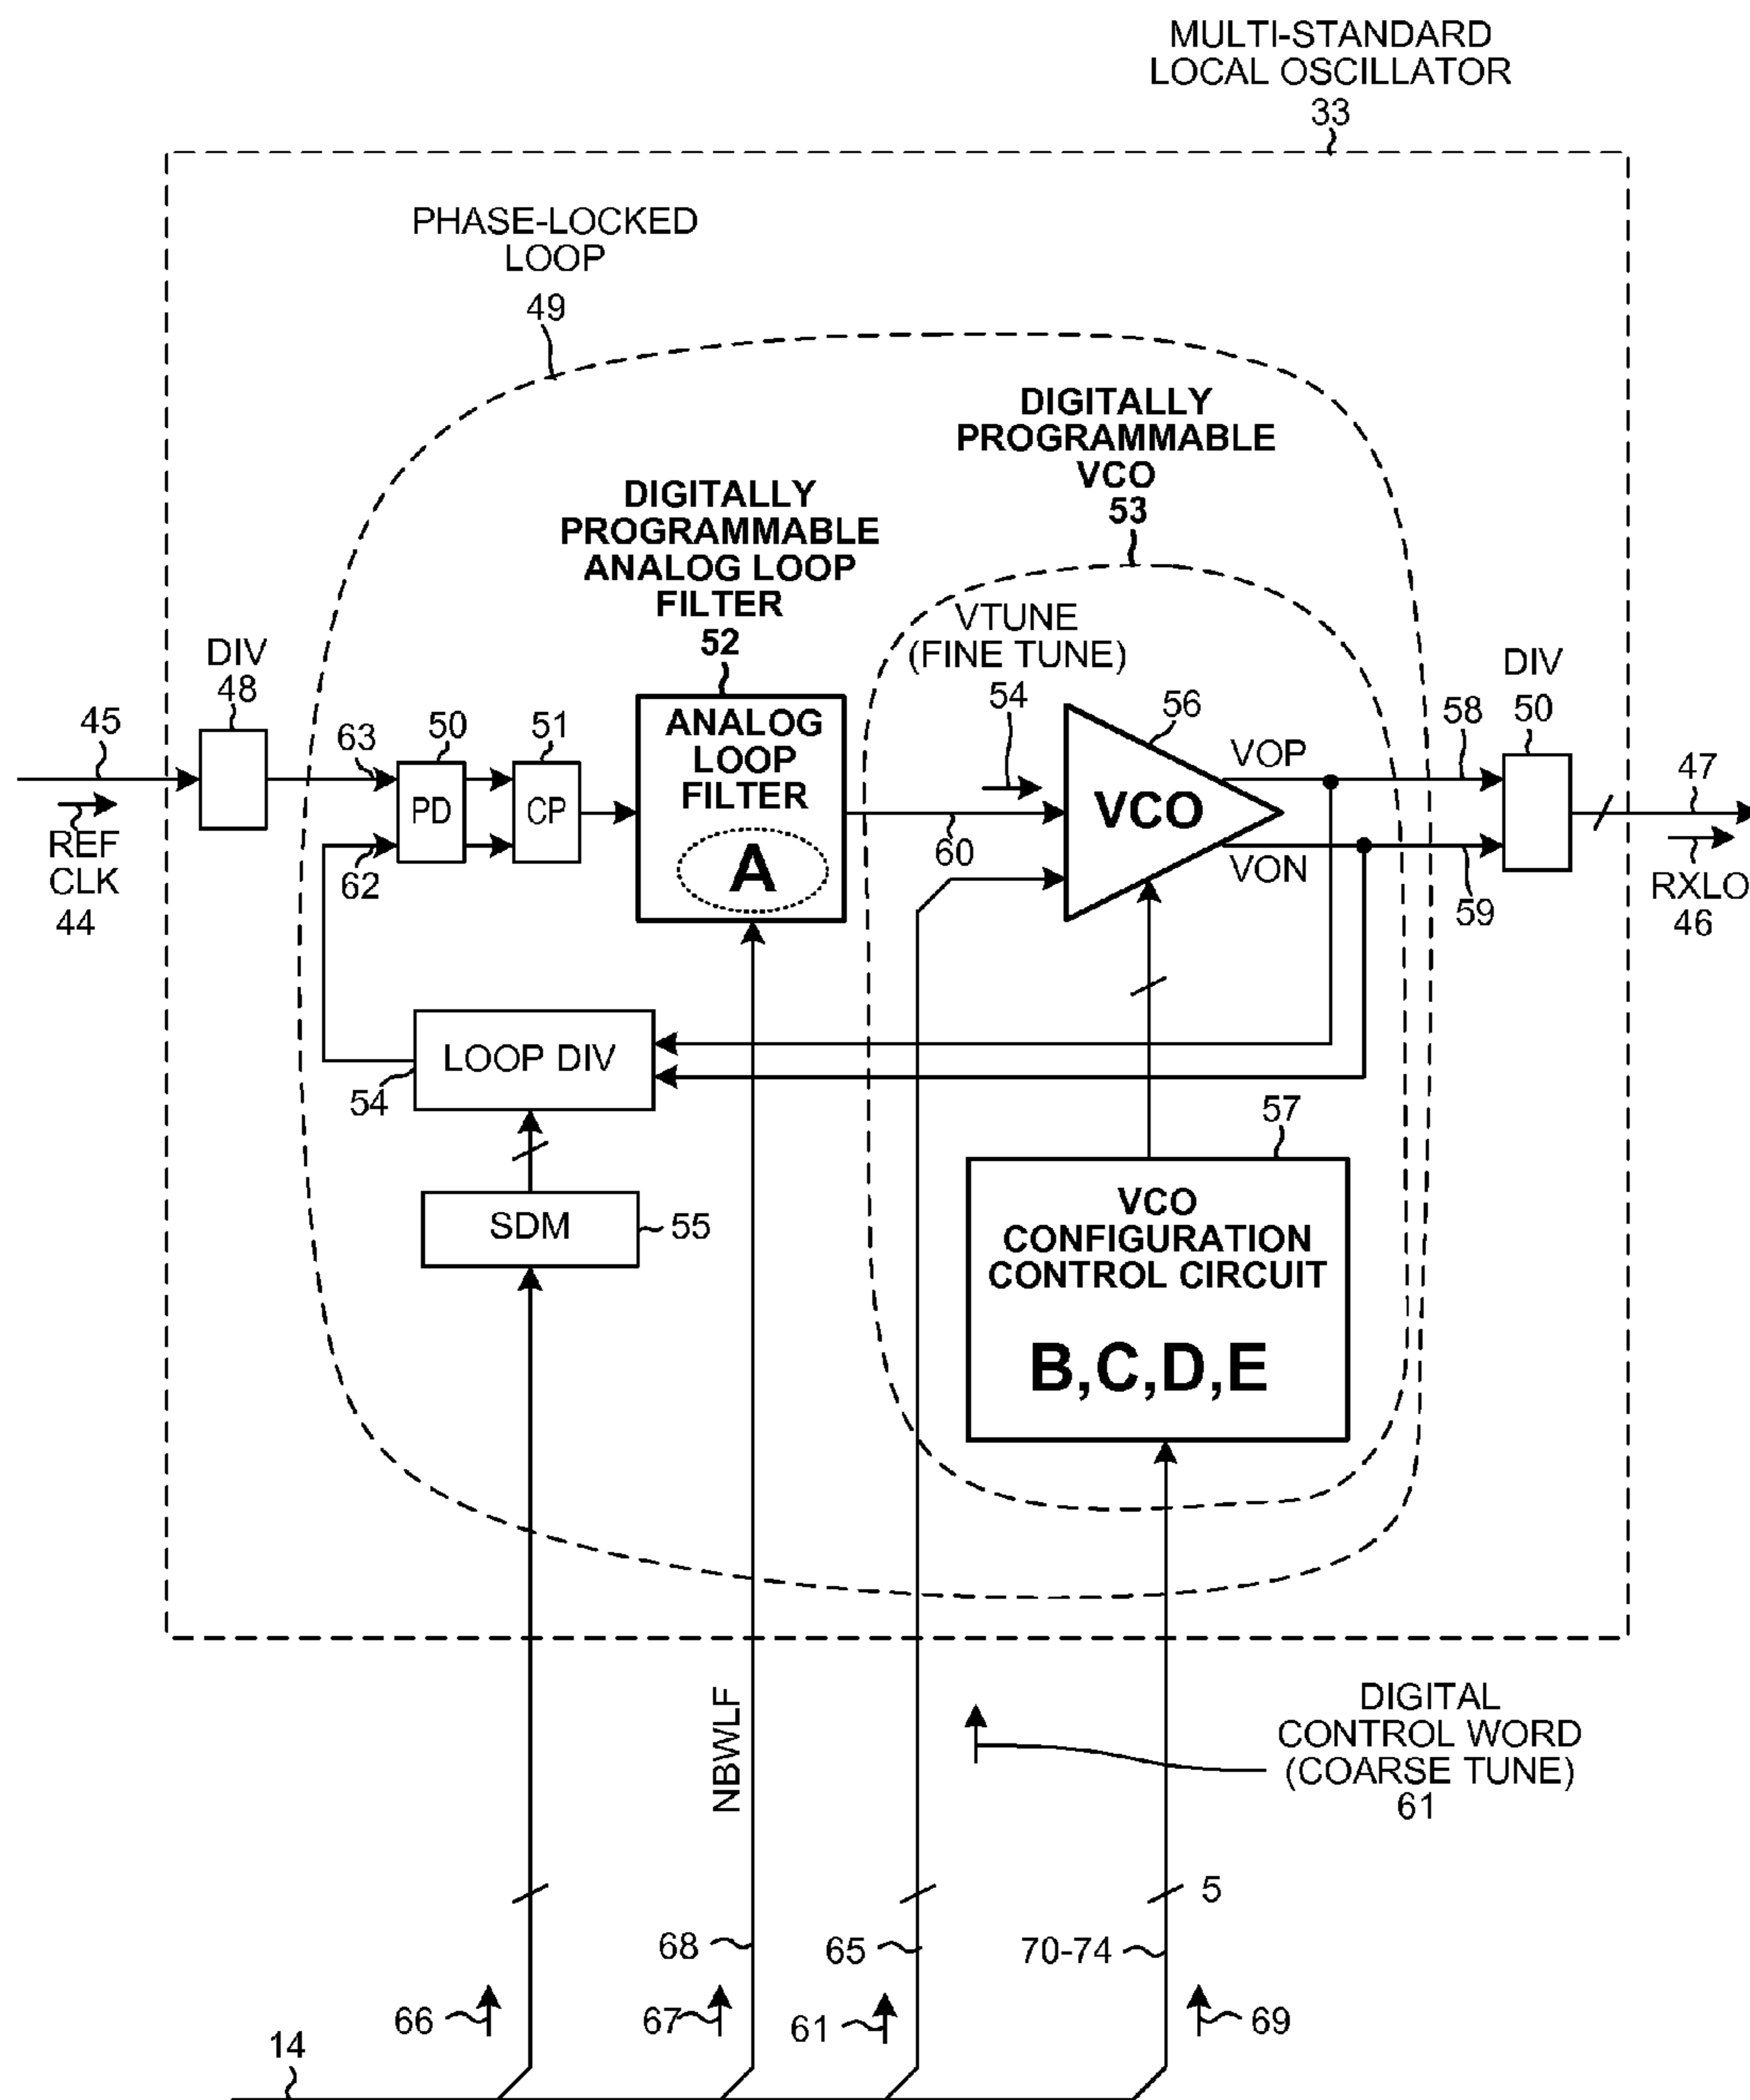 MULTI-STANDARD
LOCAL OSCILLATOR
33
PHASE-LOCKED
LOOP
49
DIGITALLY
PROGRAMMABLE
VCO
53
DIGITALLY
PROGRAMMABLE
ANALOG LOOP
FILTER
52
VTUNE
(FINE TUNE)
54
DIV
48
DIV
50
45
REF
CLK
44
63
62
50
PD
51
CP
ANALOG
LOOP
FILTER
A
60
56
VCO
VOP
VON
58
59
47
RXLO
46
LOOP DIV
54
SDM
55
57
VCO
CONFIGURATION
CONTROL CIRCUIT
B,C,D,E
NBWLF
DIGITAL
CONTROL WORD
(COARSE TUNE)
61
5
68
65
70-74
66
67
61
69
14